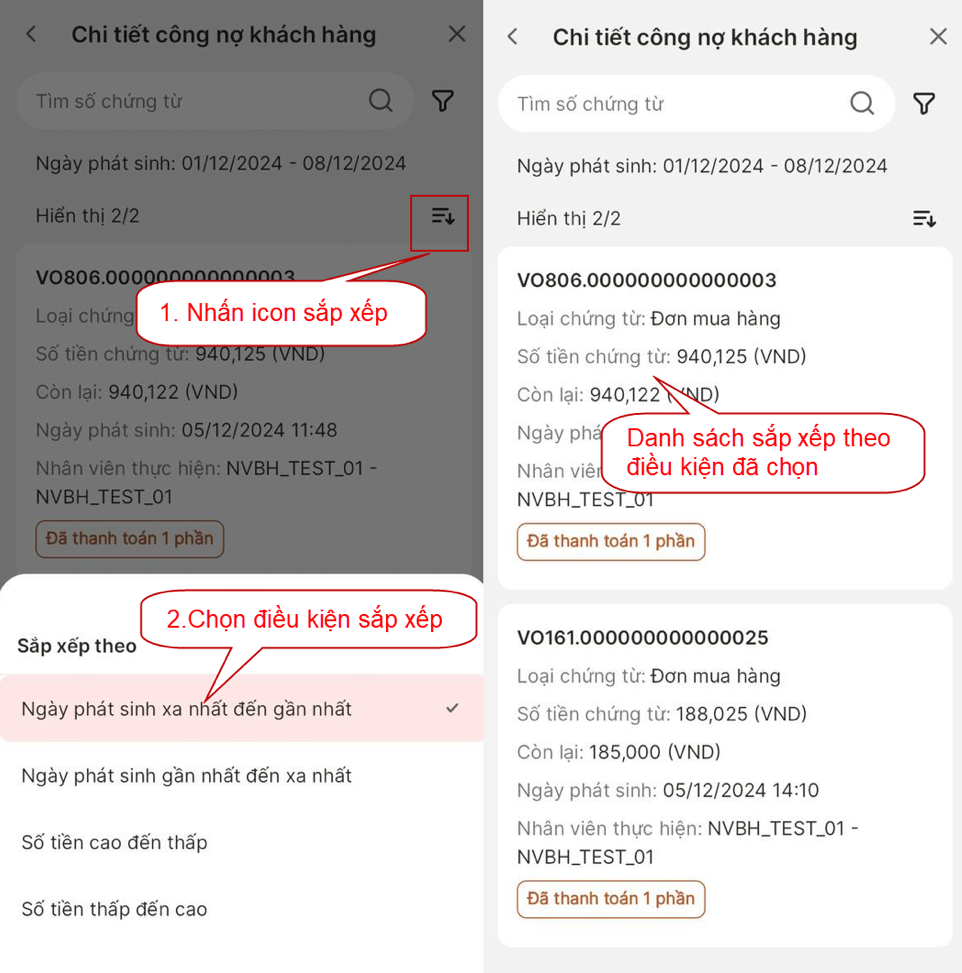 Chi tiết công nợ khách hàng
Tìm số chứng từ
Ngày phát sinh: 01/12/2024 - 08/12/2024
Hiển thị 2/2
VO806.000000000000003
1. Nhấn icon sắp xếp
Loại chứng
Số tiền chứng từ: 940,125 (VND)
Còn lại: 940,122 (VND)
Ngày phát sinh: 05/12/2024 11:48
Nhân viên thực hiện: NVBH_TEST_01 -
NVBH_TEST_01
Đã thanh toán 1 phần
2.Chọn điều kiện sắp xếp
Sắp xếp theo
Ngày phát sinh xa nhất đến gần nhất
Ngày phát sinh gần nhất đến xa nhất
Số tiền cao đến thấp
Số tiền thấp đến cao
Chi tiết công nợ khách hàng
Tìm số chứng từ
Ngày phát sinh: 01/12/2024 - 08/12/2024
Hiển thị 2/2
VO806.000000000000003
Loại chứng từ: Đơn mua hàng
Số tiền chứng từ: 940,125 (VND)
Còn lại: 940,122 (VND)
Danh sách sắp xếp theo
điều kiện đã chọn
Ngày phá
Nhân viên
NVBH_TEST_01
Đã thanh toán 1 phần
VO161.000000000000025
Loại chứng từ: Đơn mua hàng
Số tiền chứng từ: 188,025 (VND)
Còn lại: 185,000 (VND)
Ngày phát sinh: 05/12/2024 14:10
Nhân viên thực hiện: NVBH_TEST_01 -
NVBH_TEST_01
Đã thanh toán 1 phần